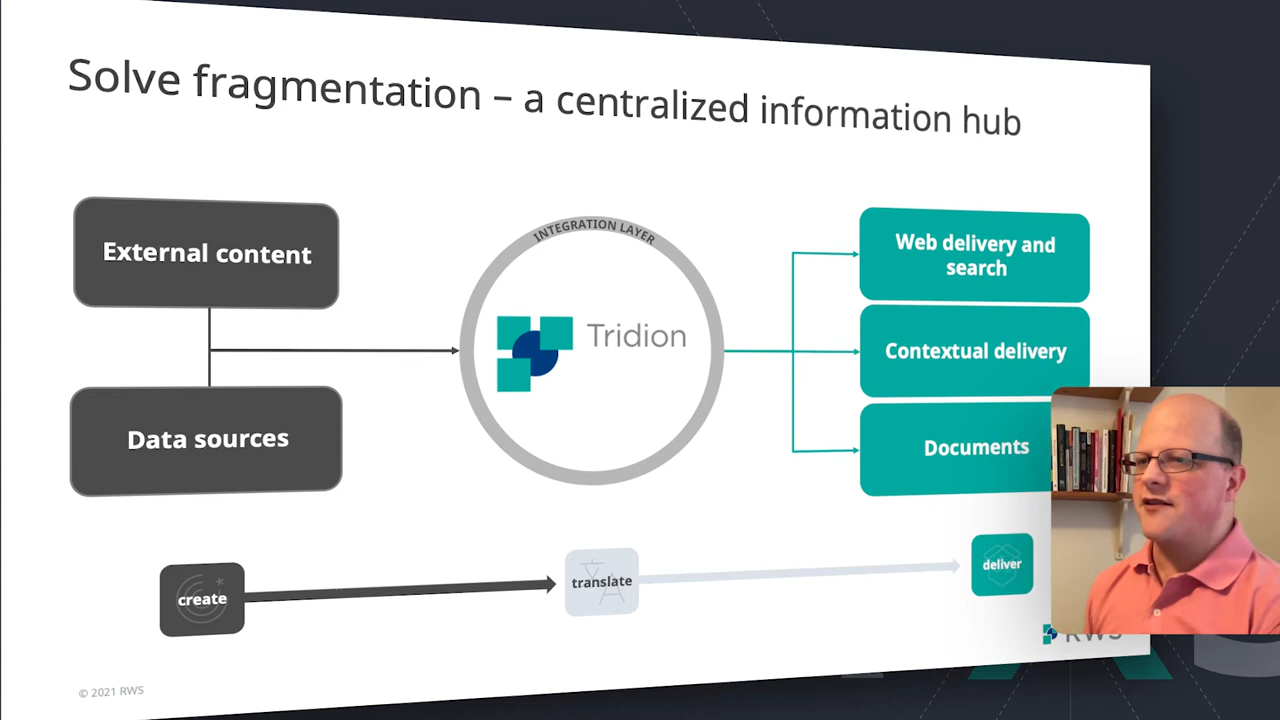 Solve fragmentation – a centralized information hub
External content
Data sources
INTEGRATION LAYER
Tridion
Web delivery and
search
Contextual delivery
Documents
create
translate
deliver
RWS
© 2021 RWS